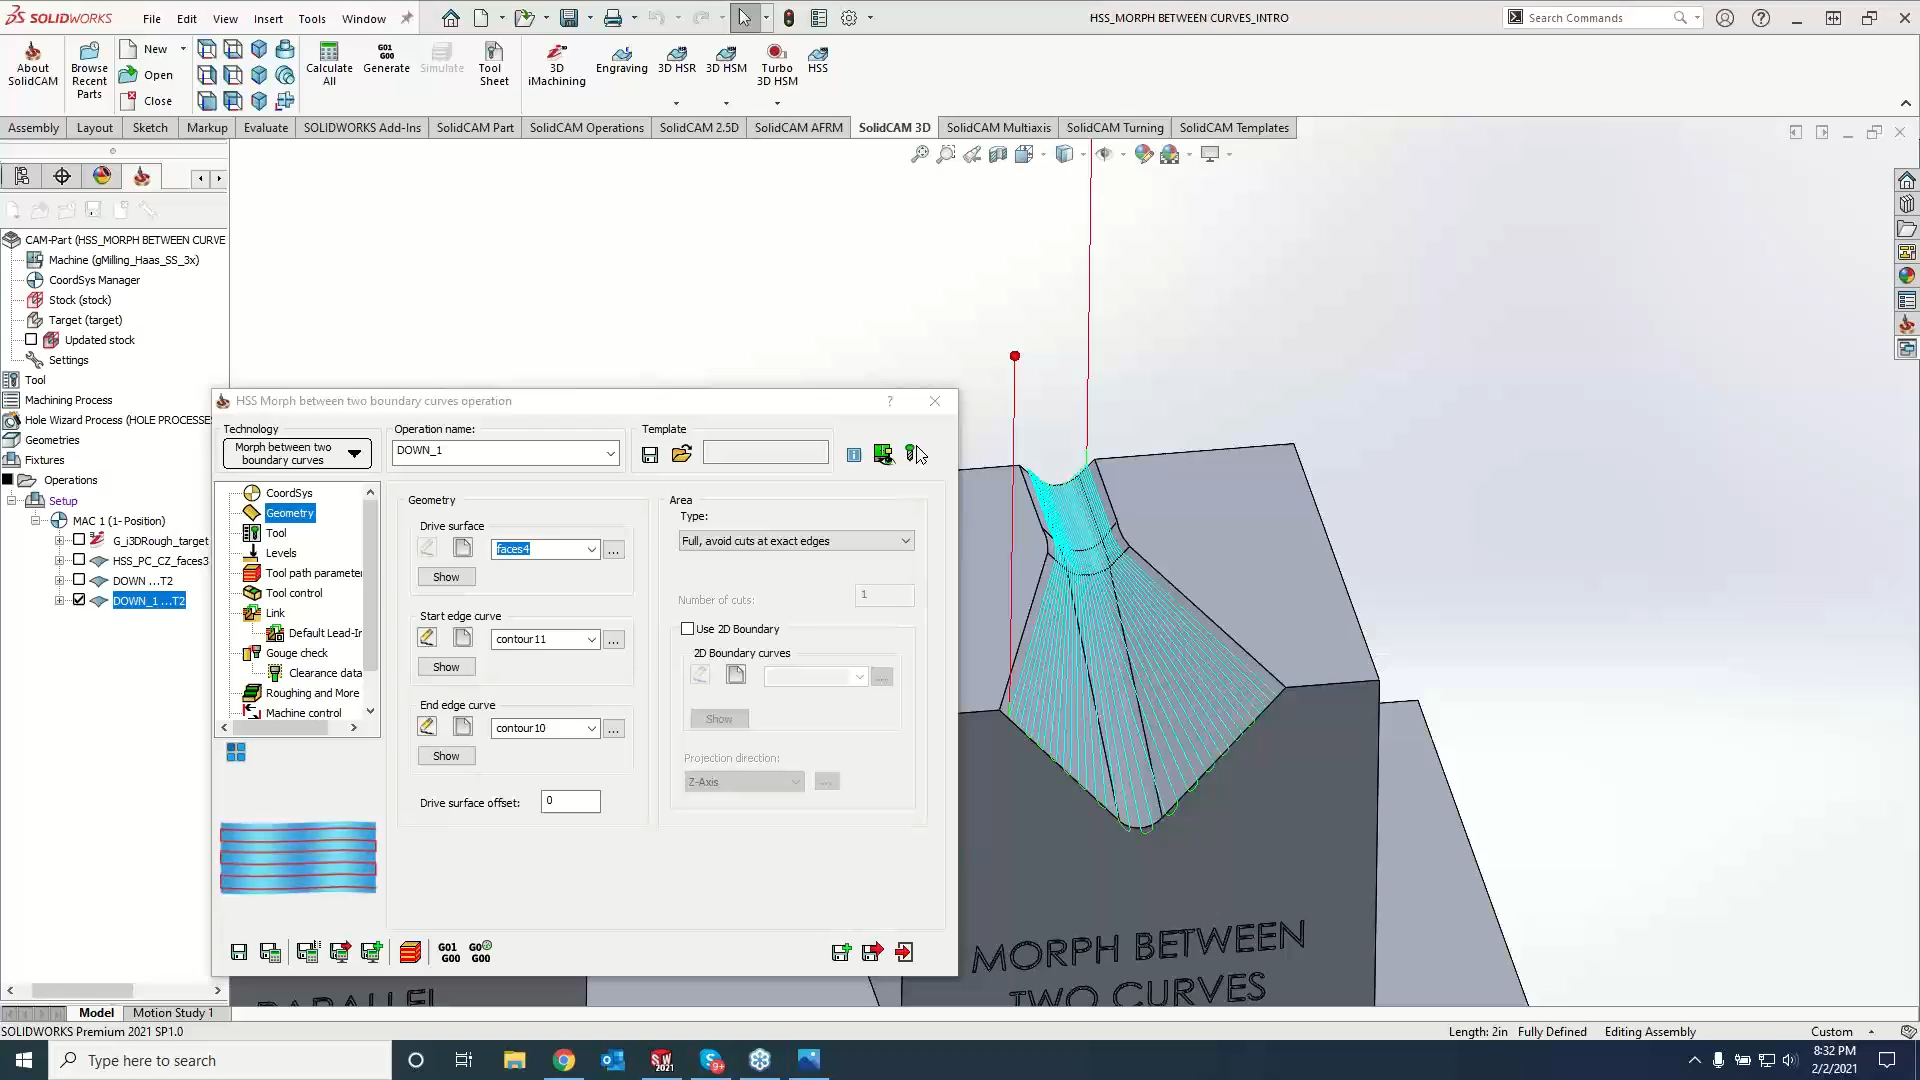 SOLIDWORKS
File
Edit
View
Insert
Tools
Window
HSS_MORPH BETWEEN CURVES_INTRO
Search Commands
About SolidCAM
Browse Recent Parts
New
Open
Close
Calculate All
G01
G00
Generate
Simulate
Tool Sheet
3D iMachining
Engraving
3D HSR
3D HSM
Turbo 3D HSM
HSS
Assembly
Layout
Sketch
Markup
Evaluate
SOLIDWORKS Add-Ins
SolidCAM Part
SolidCAM Operations
SolidCAM 2.5D
SolidCAM AFRM
SolidCAM 3D
SolidCAM Multiaxis
SolidCAM Turning
SolidCAM Templates
CAM-Part (HSS_MORPH BETWEEN CURVE
Machine (gMilling_Haas_SS_3x)
CoordSys Manager
Stock (stock)
Target (target)
Updated stock
Settings
Tool
Machining Process
Hole Wizard Process (HOLE PROCESSE
Geometries
Fixtures
Operations
Setup
MAC 1 (1- Position)
G_i3DRough_target
HSS_PC_CZ_faces3
DOWN ...T2
DOWN_1 ...T2
HSS Morph between two boundary curves operation
Technology
Morph between two boundary curves
Operation name:
DOWN_1
Template
CoordSys
Geometry
Tool
Levels
Tool path parameter
Tool control
Link
Default Lead-Ir
Gouge check
Clearance data
Roughing and More
Machine control
Geometry
Drive surface
faces4
...
Show
Start edge curve
contour11
...
Show
End edge curve
contour10
...
Show
Drive surface offset:
0
Area
Type:
Full, avoid cuts at exact edges
Number of cuts:
1
Use 2D Boundary
2D Boundary curves
...
Show
Projection direction:
Z-Axis
...
G01
G00
G0
G00
MORPH BETWEEN
TWO CURVES
PARALLEL
Model
Motion Study 1
SOLIDWORKS Premium 2021 SP1.0
Length: 2in
Fully Defined
Editing Assembly
Custom
Type here to search
SW
2021
9+
8:32 PM
2/2/2021